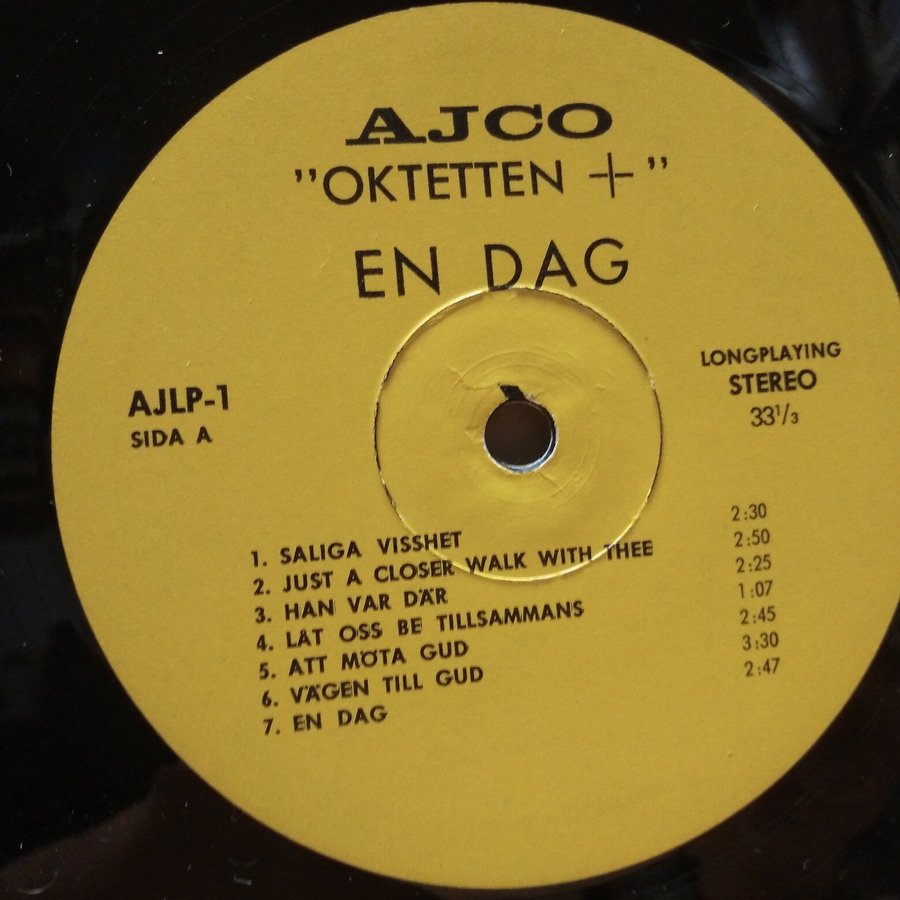 AJCO
"OKTETTEN +"
EN DAG
AJLP-1
SIDA A
LONGPLAYING
STEREO
33 1/3
1. SALIGA VISSHET 2:30
2. JUST A CLOSER WALK WITH THEE 2:50
3. HAN VAR DÄR 2:25
4. LÅT OSS BE TILLSAMMANS 1:07
5. ATT MÖTA GUD 2:45
6. VÄGEN TILL GUD 3:30
7. EN DAG 2:47